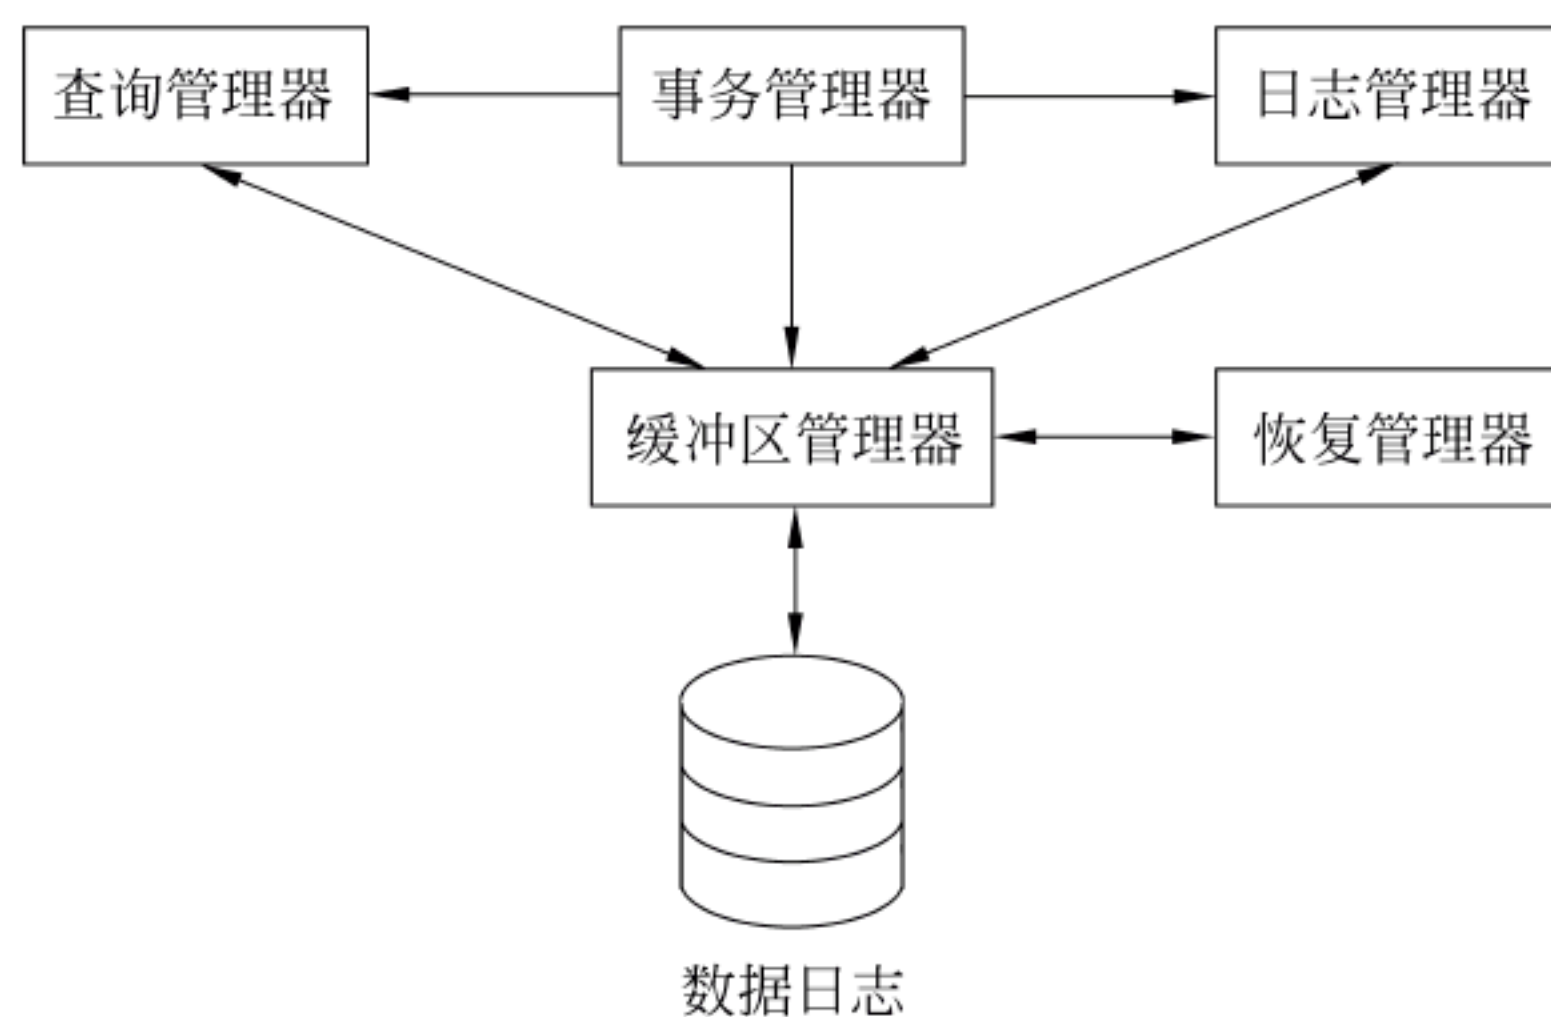 查询管理器
事务管理器
日志管理器
缓冲区管理器
恢复管理器
数据日志